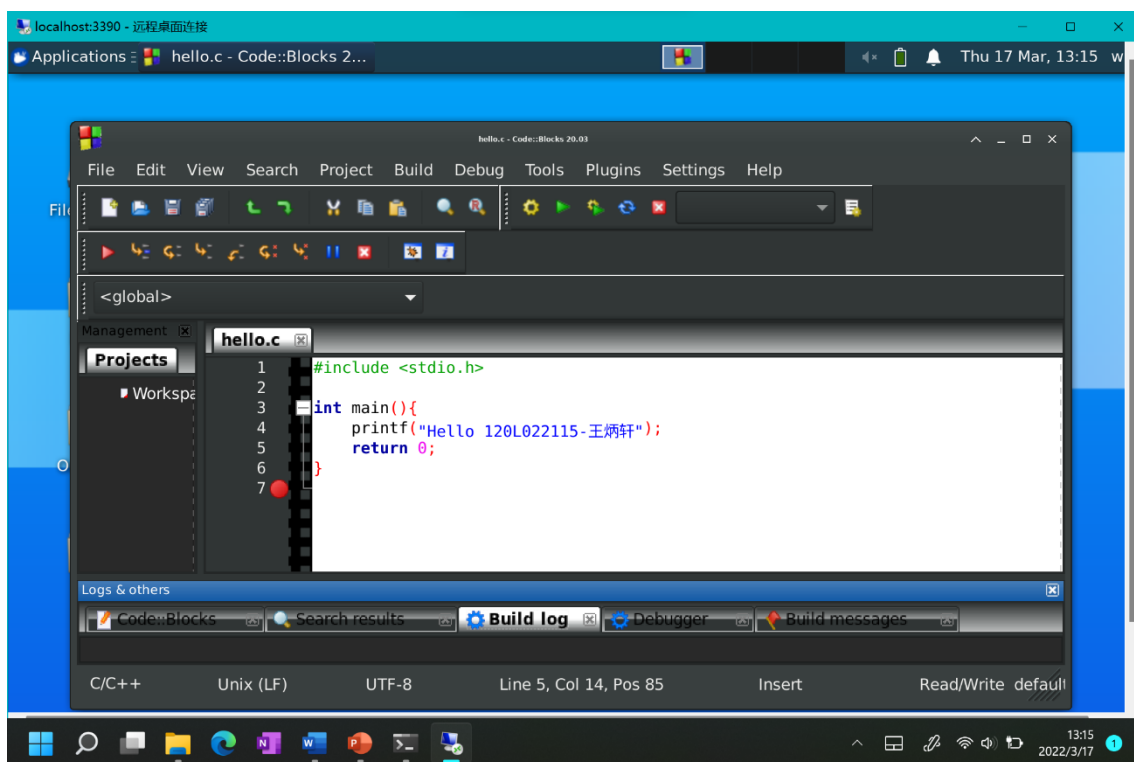 localhost:3390 - 远程桌面连接
Applications hello.c - Code::Blocks 2... Thu 17 Mar, 13:15 w
hello.c - Code::Blocks 20.03
File Edit View Search Project Build Debug Tools Plugins Settings Help
File
<global>
Management
hello.c
Projects
Workspa
1 #include <stdio.h>
2
3 int main(){
4 printf("Hello 120L022115-王炳轩");
5 return 0;
6 }
7
O
Logs & others
Code::Blocks Search results Build log Debugger Build messages
C/C++ Unix (LF) UTF-8 Line 5, Col 14, Pos 85 Insert Read/Write default
13:15
2022/3/17 1